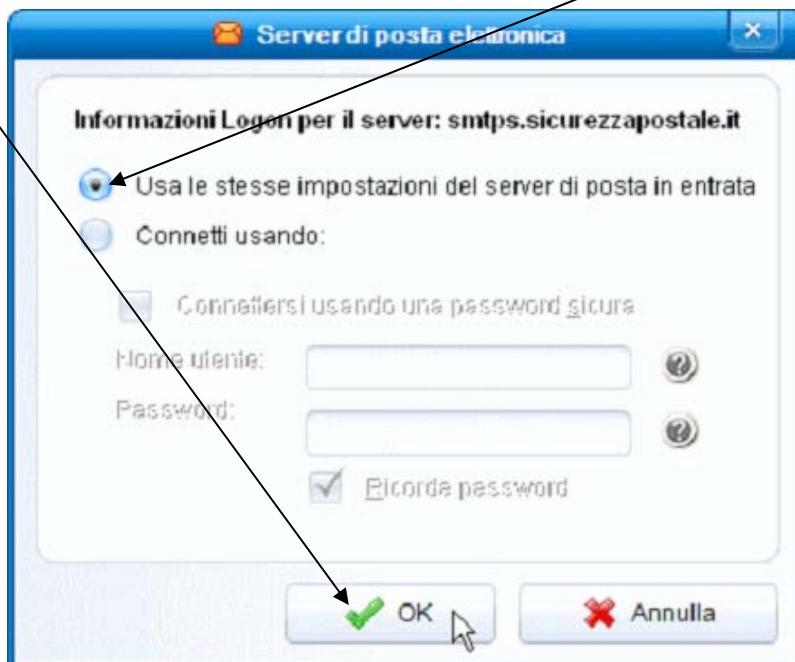 Server di posta elettronica
Informazioni Logon per il server: smtps.sicurezzapostale.it
Usa le stesse impostazioni del server di posta in entrata
Connetti usando:
Connettersi usando una password sicura
Nome utente:
Password:
Ricorda password
OK
Annulla